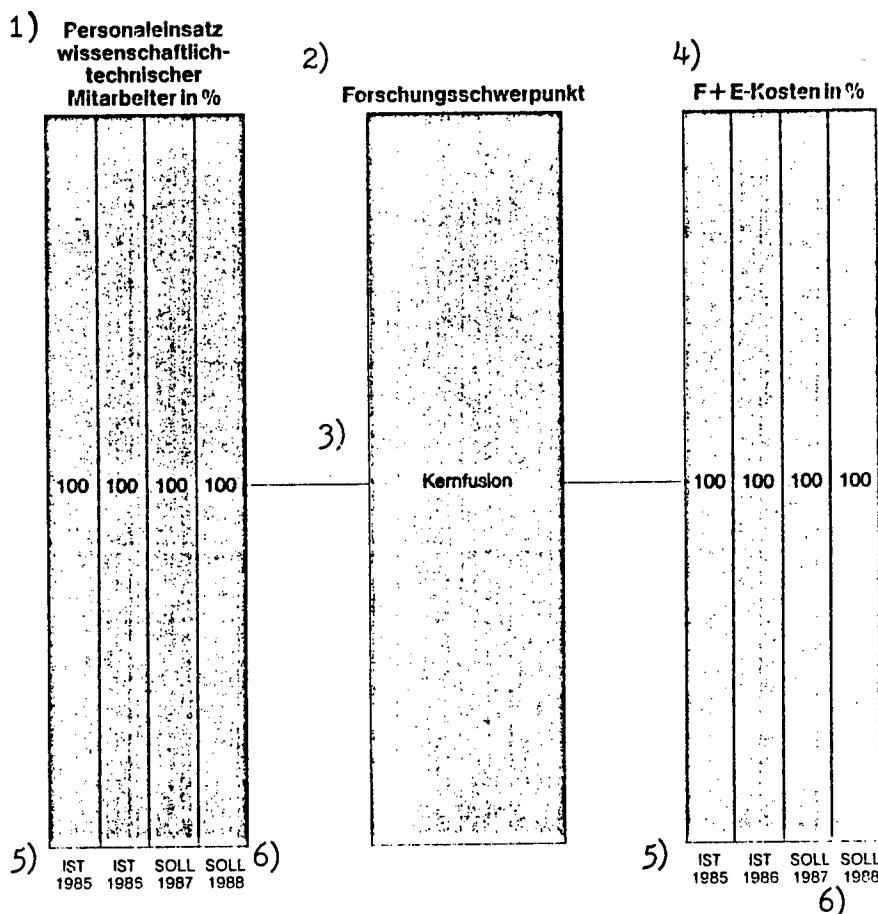 1) Personaleinsatz
wissenschaftlich-
technischer
Mitarbeiter in %
2)
Forschungsschwerpunkt
4)
F+E-Kosten in %
3)
100 100 100 100
Kernfusion
100 100 100 100
5) IST IST SOLL SOLL 6)
1985 1985 1987 1988
5) IST IST SOLL SOLL
1985 1986 1987 1988
6)